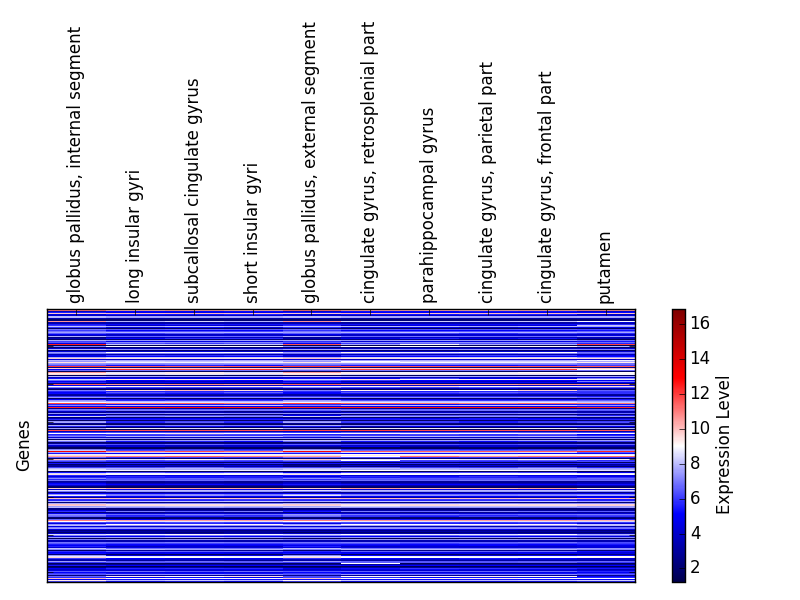 globus pallidus, internal segment
long insular gyri
subcallosal cingulate gyrus
short insular gyri
globus pallidus, external segment
cingulate gyrus, retrosplenial part
parahippocampal gyrus
cingulate gyrus, parietal part
cingulate gyrus, frontal part
putamen
Genes
16
14
12
10
8
6
4
2
Expression Level